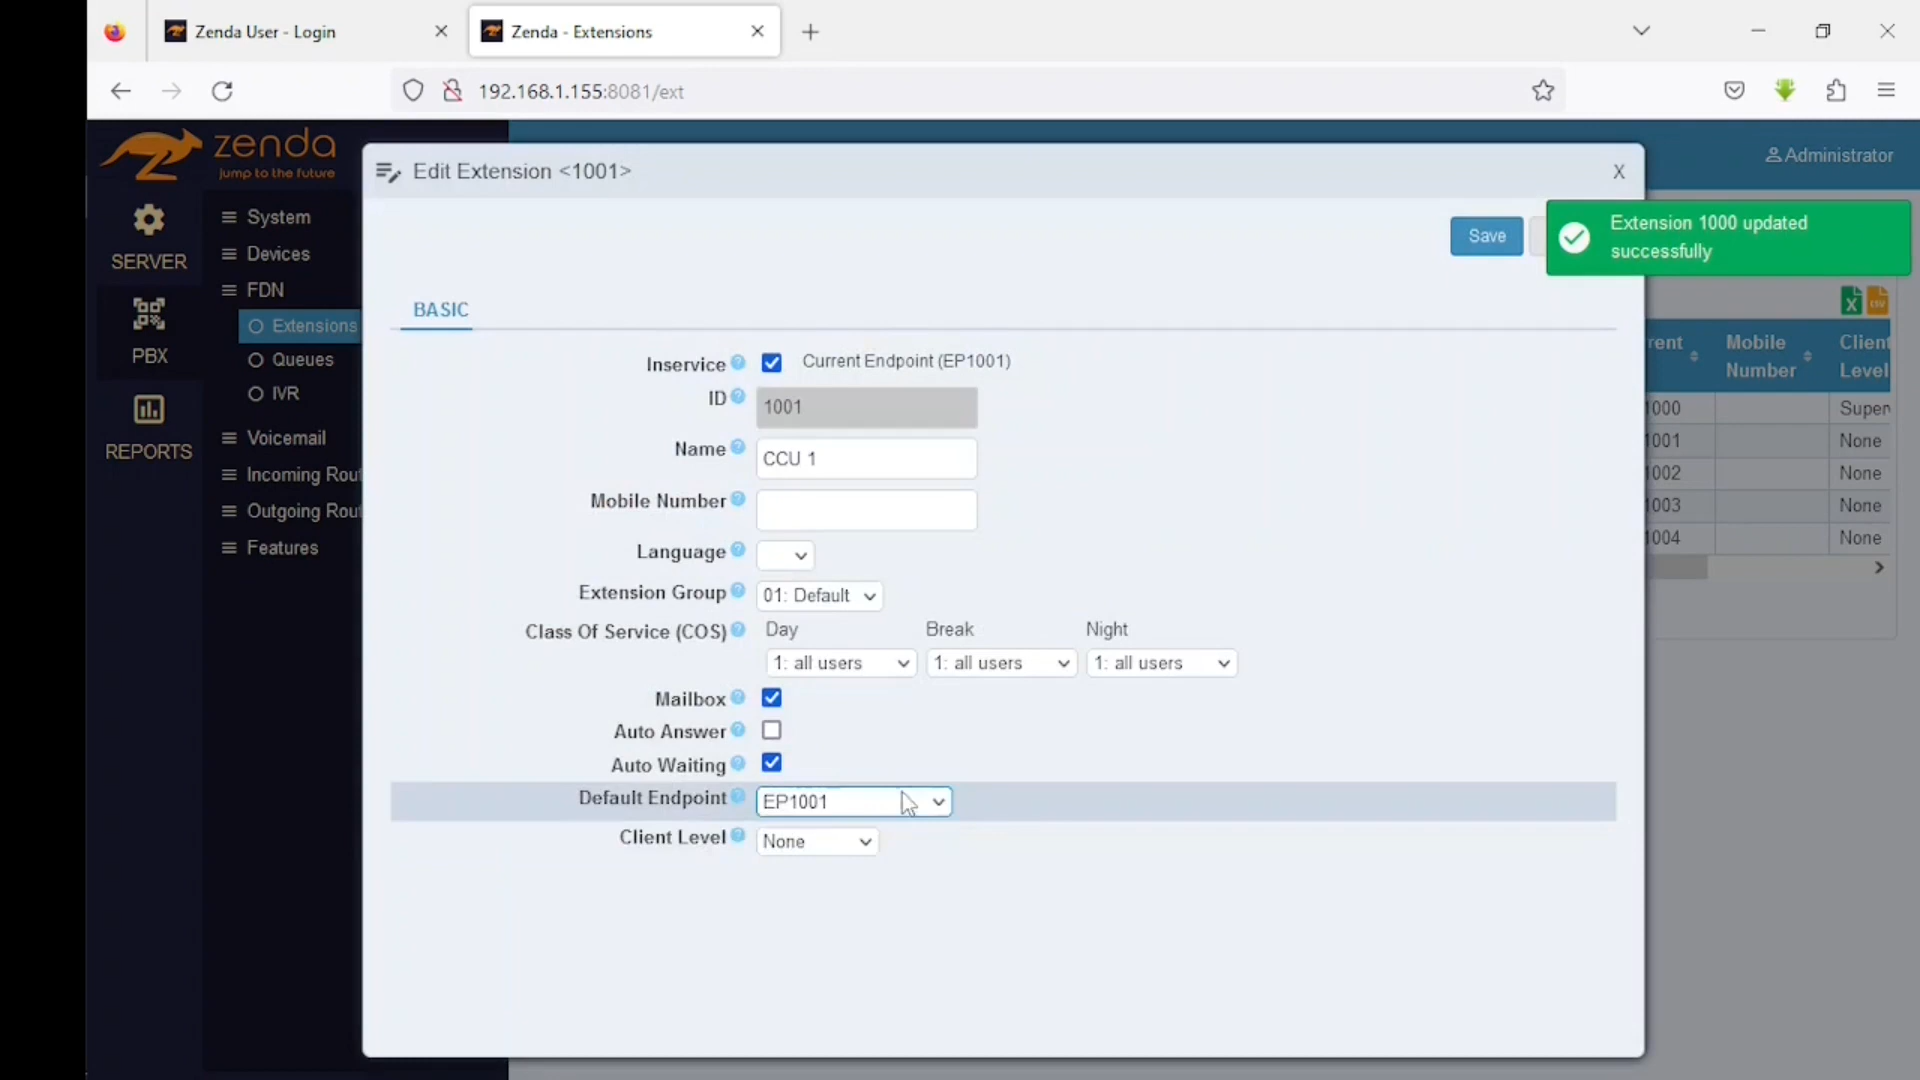 Zenda User - Login
Zenda - Extensions
192.168.1.155:8081/ext
zenda
jump to the future
Administrator
Edit Extension <1001>
X
Save
Extension 1000 updated
successfully
SERVER
PBX
REPORTS
System
Devices
FDN
Extensions
Queues
IVR
Voicemail
Incoming Rou
Outgoing Rou
Features
BASIC
Inservice
Current Endpoint (EP1001)
ID
1001
Name
CCU 1
Mobile Number
Language
Extension Group
01: Default
Class Of Service (COS)
Day
Break
Night
1: all users
1: all users
1: all users
Mailbox
Auto Answer
Auto Waiting
Default Endpoint
EP1001
Client Level
None
rent
Mobile
Number
Client
Level
1000
Super
1001
None
1002
None
1003
None
1004
None